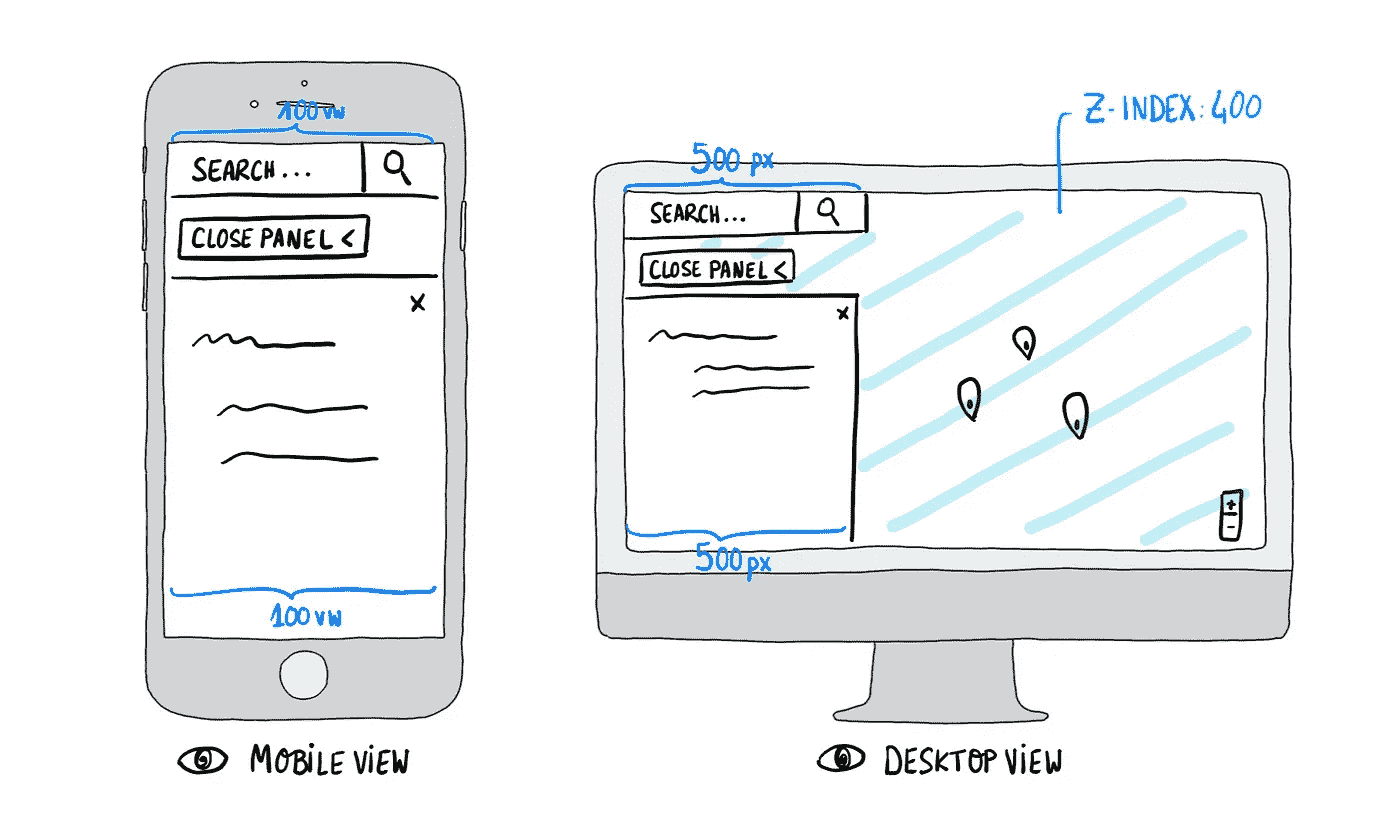 100 vw
SEARCH...
CLOSE PANEL <
x
100 vw
MOBILE VIEW
Z-INDEX: 400
500 px
SEARCH...
CLOSE PANEL <
x
+
-
500 px
DESKTOP VIEW